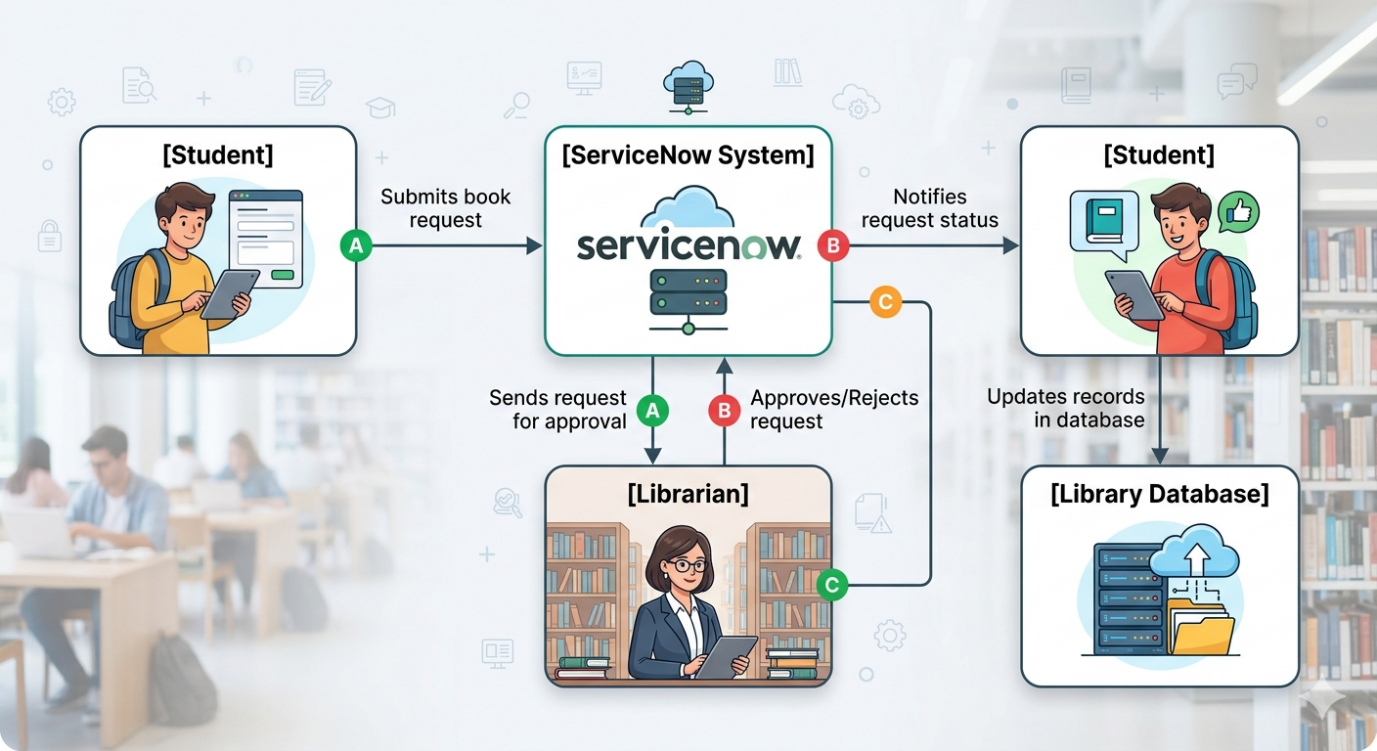 [Student]
Submits book
request
A
[ServiceNow System]
servicenow
B
Notifies
request status
[Student]
C
Sends request
for approval
A
B
Approves/Rejects
request
Updates records
in database
[Librarian]
C
[Library Database]